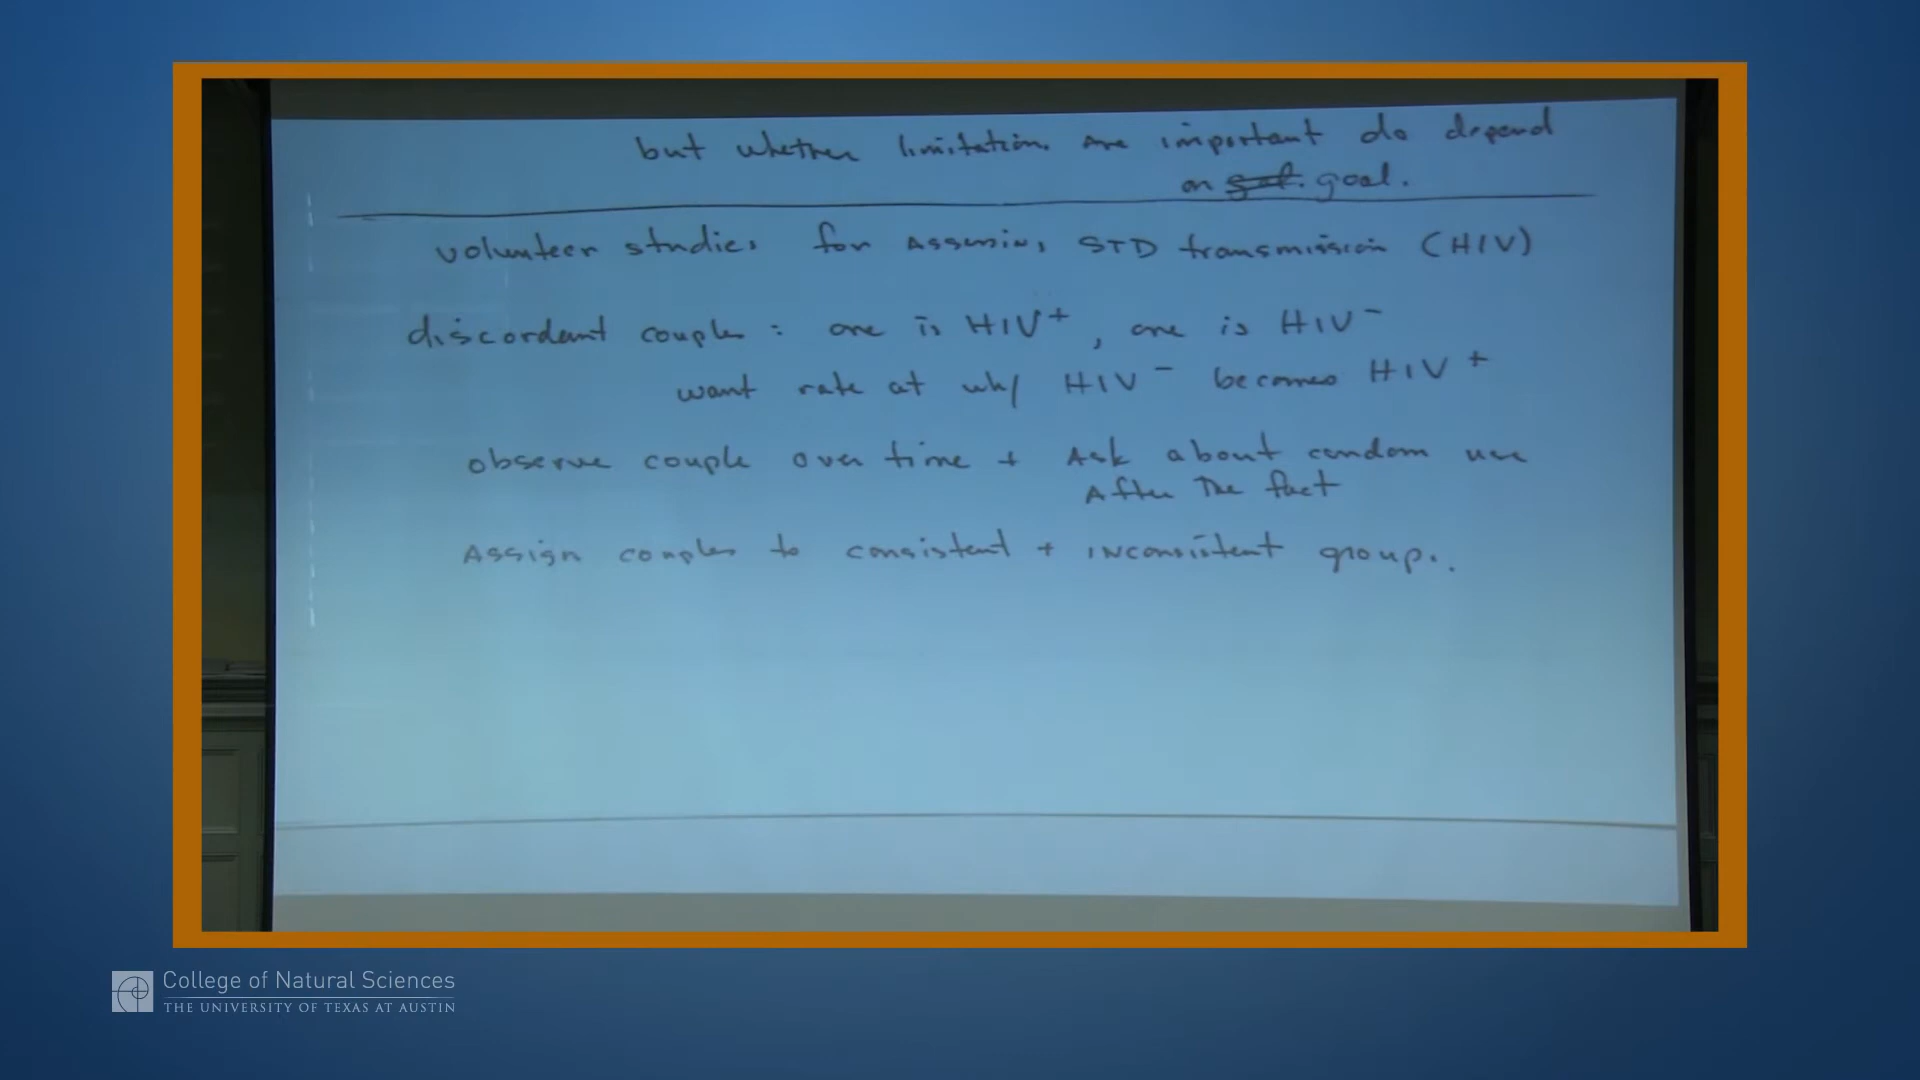 but whether limitations are important do depend
on goal.
volunteer studies for Assessing STD transmission (HIV)
discordant couples : one is HIV+, one is HIV-
want rate at wh/ HIV- becomes HIV+
observe couple over time + Ask about condom use
After The fact
Assign couples to consistent + inconsistent groups.
College of Natural Sciences
THE UNIVERSITY OF TEXAS AT AUSTIN